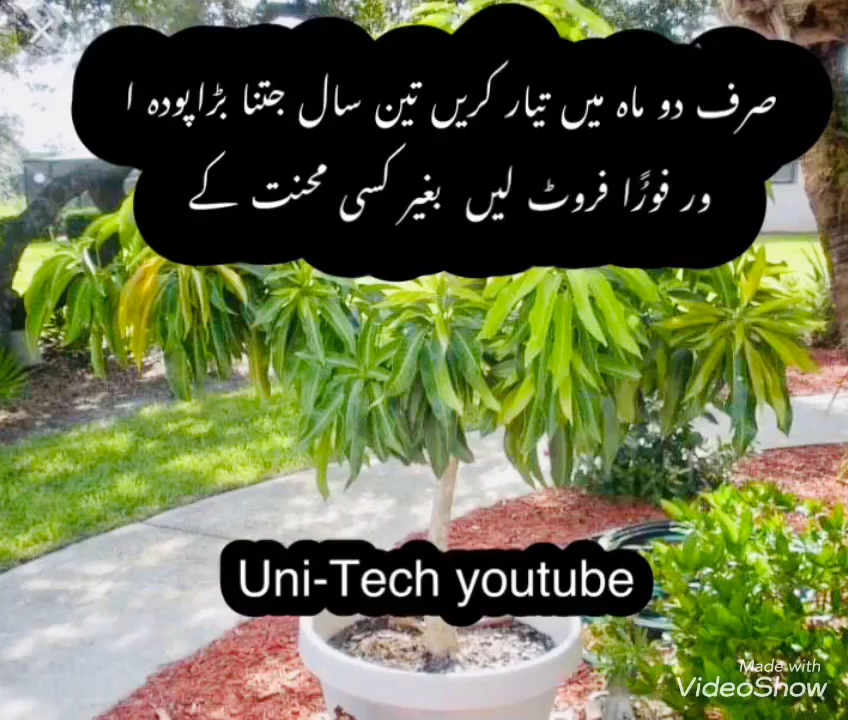 صرف دو ماہ میں تیار کریں تین سال جتنا بڑا پودہ ا
ور فورًا فروٹ لیں بغیر کسی محنت کے
Uni-Tech youtube
Made with
VideoShow